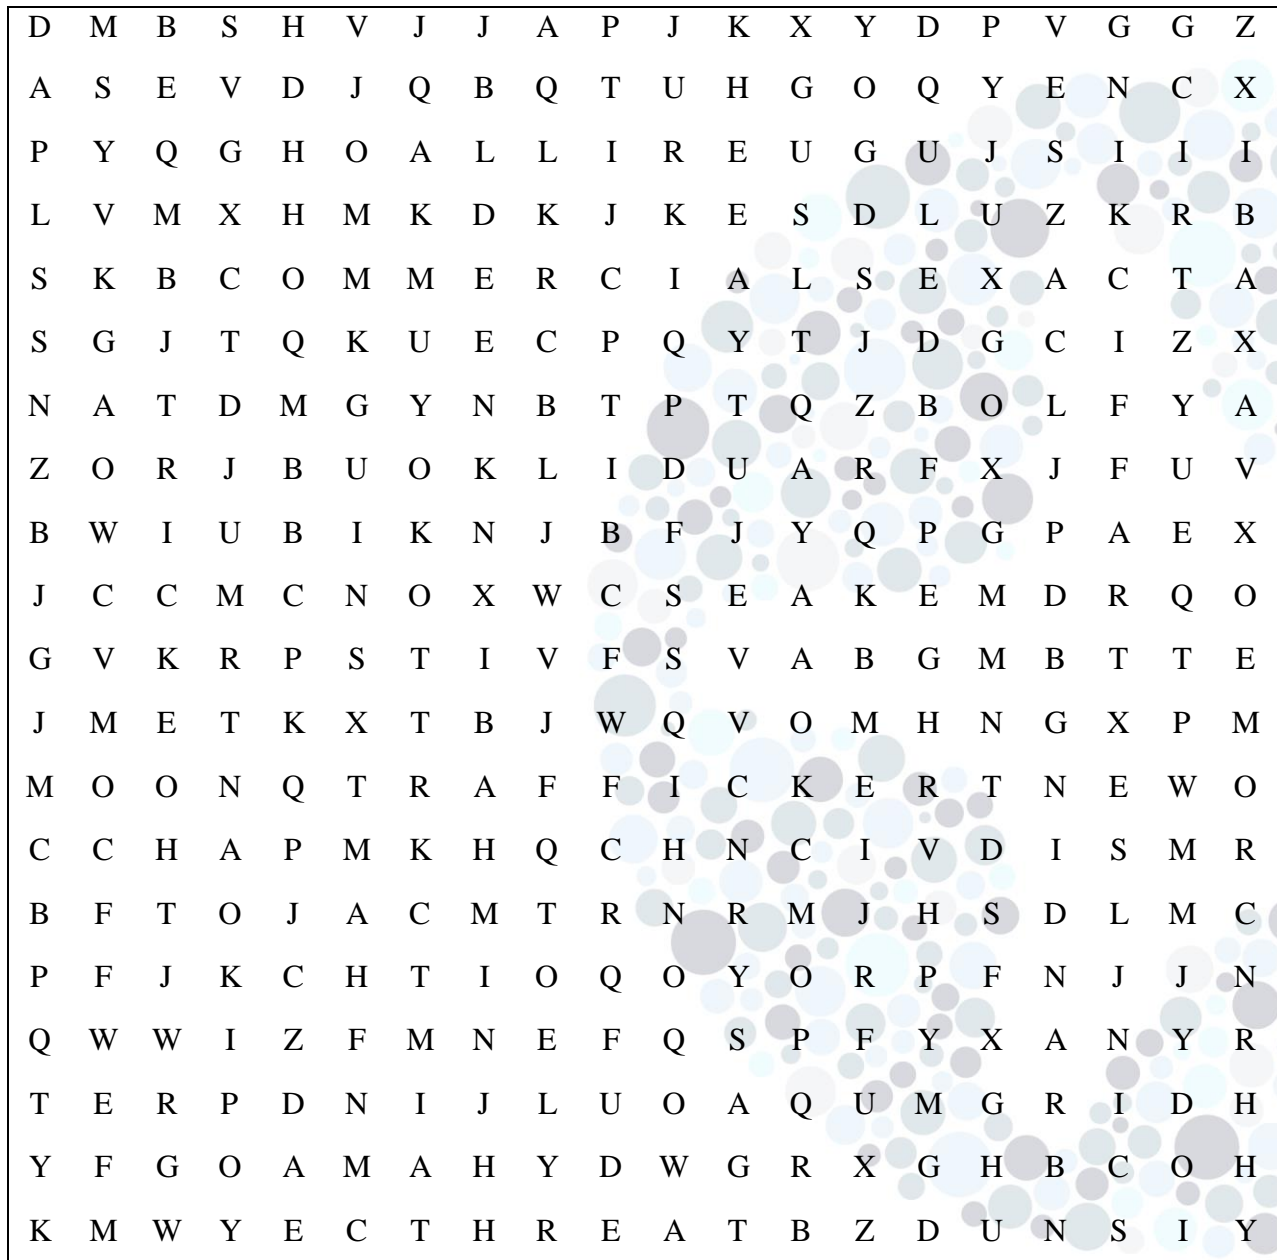 D M B S H V J J A P J K X Y D P V G G Z
A S E V D J Q B Q T U H G O Q Y E N C X
P Y Q G H O A L L I R E U G U J S I I I
L V M X H M K D K J K E S D L U Z K R B
S K B C O M M E R C I A L S E X A C T A
S G J T Q K U E C P Q Y T J D G C I Z X
N A T D M G Y N B T P T Q Z B O L F Y A
Z O R J B U O K L I D U A R F X J F U V
B W I U B I K N J B F J Y Q P G P A E X
J C C M C N O X W C S E A K E M D R Q O
G V K R P S T I V F S V A B G M B T T E
J M E T K X T B J W Q V O M H N G X P M
M O O N Q T R A F F I C K E R T N E W O
C C H A P M K H Q C H N C I V D I S M R
B F T O J A C M T R N R M J H S D L M C
P F J K C H T I O Q O Y O R P F N J J N
Q W W I Z F M N E F Q S P F Y X A N Y R
T E R P D N I J L U O A Q U M G R I D H
Y F G O A M A H Y D W G R X G H B C O H
K M W Y E C T H R E A T B Z D U N S I Y